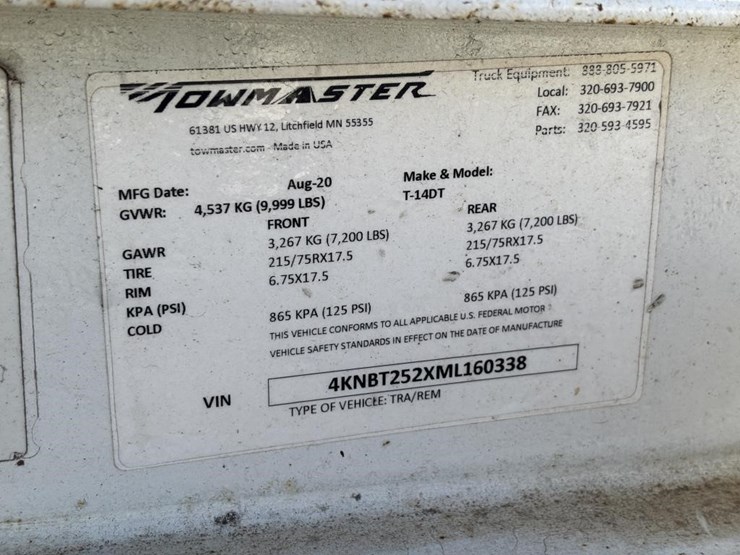 TOWMASTER
61381 US HWY 12, Litchfield MN 55355
towmaster.com - Made in USA
Truck Equipment: 888-805-5971
Local: 320-693-7900
FAX: 320-693-7921
Parts: 320-593-4595
MFG Date: Aug-20 Make & Model:
GVWR: 4,537 KG (9,999 LBS) T-14DT
FRONT REAR
GAWR 3,267 KG (7,200 LBS) 3,267 KG (7,200 LBS)
TIRE 215/75RX17.5 215/75RX17.5
RIM 6.75X17.5 6.75X17.5
KPA (PSI)
COLD 865 KPA (125 PSI) 865 KPA (125 PSI)
THIS VEHICLE CONFORMS TO ALL APPLICABLE U.S. FEDERAL MOTOR
VEHICLE SAFETY STANDARDS IN EFFECT ON THE DATE OF MANUFACTURE
VIN 4KNBT252XML160338
TYPE OF VEHICLE: TRA/REM